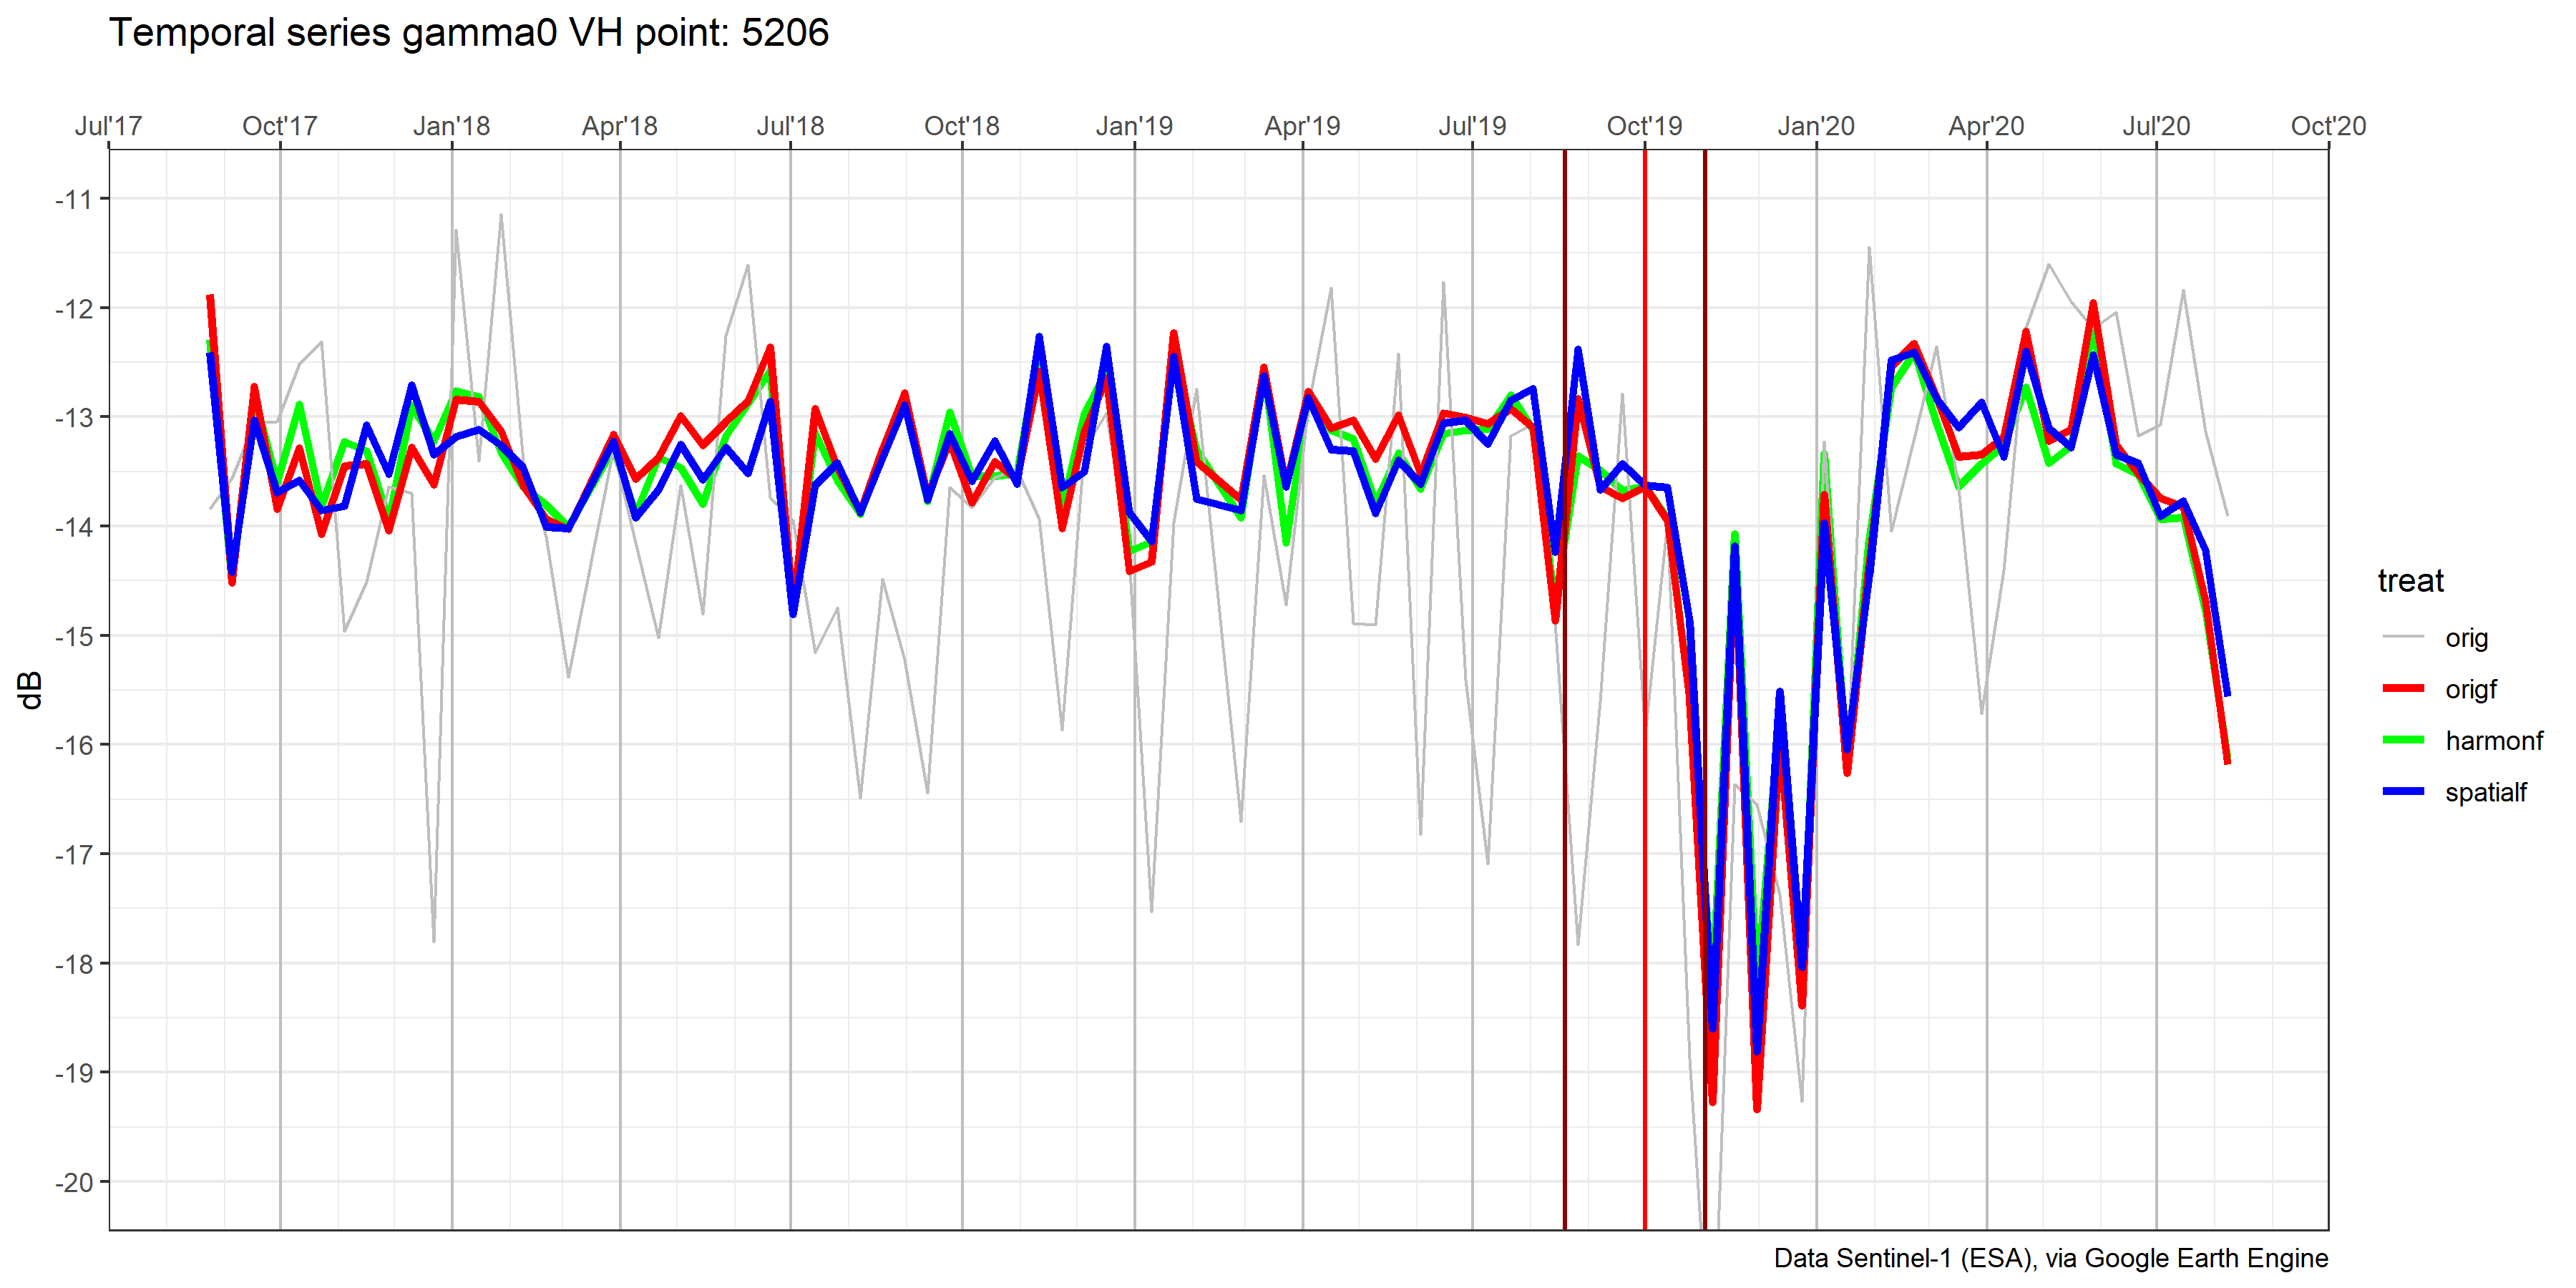 Temporal series gamma0 VH point: 5206
Jul'17 Oct'17 Jan'18 Apr'18 Jul'18 Oct'18 Jan'19 Apr'19 Jul'19 Oct'19 Jan'20 Apr'20 Jul'20 Oct'20
-11
-12
-13
-14
-15
-16
-17
-18
-19
-20
dB
treat
orig
origf
harmonf
spatialf
Data Sentinel-1 (ESA), via Google Earth Engine